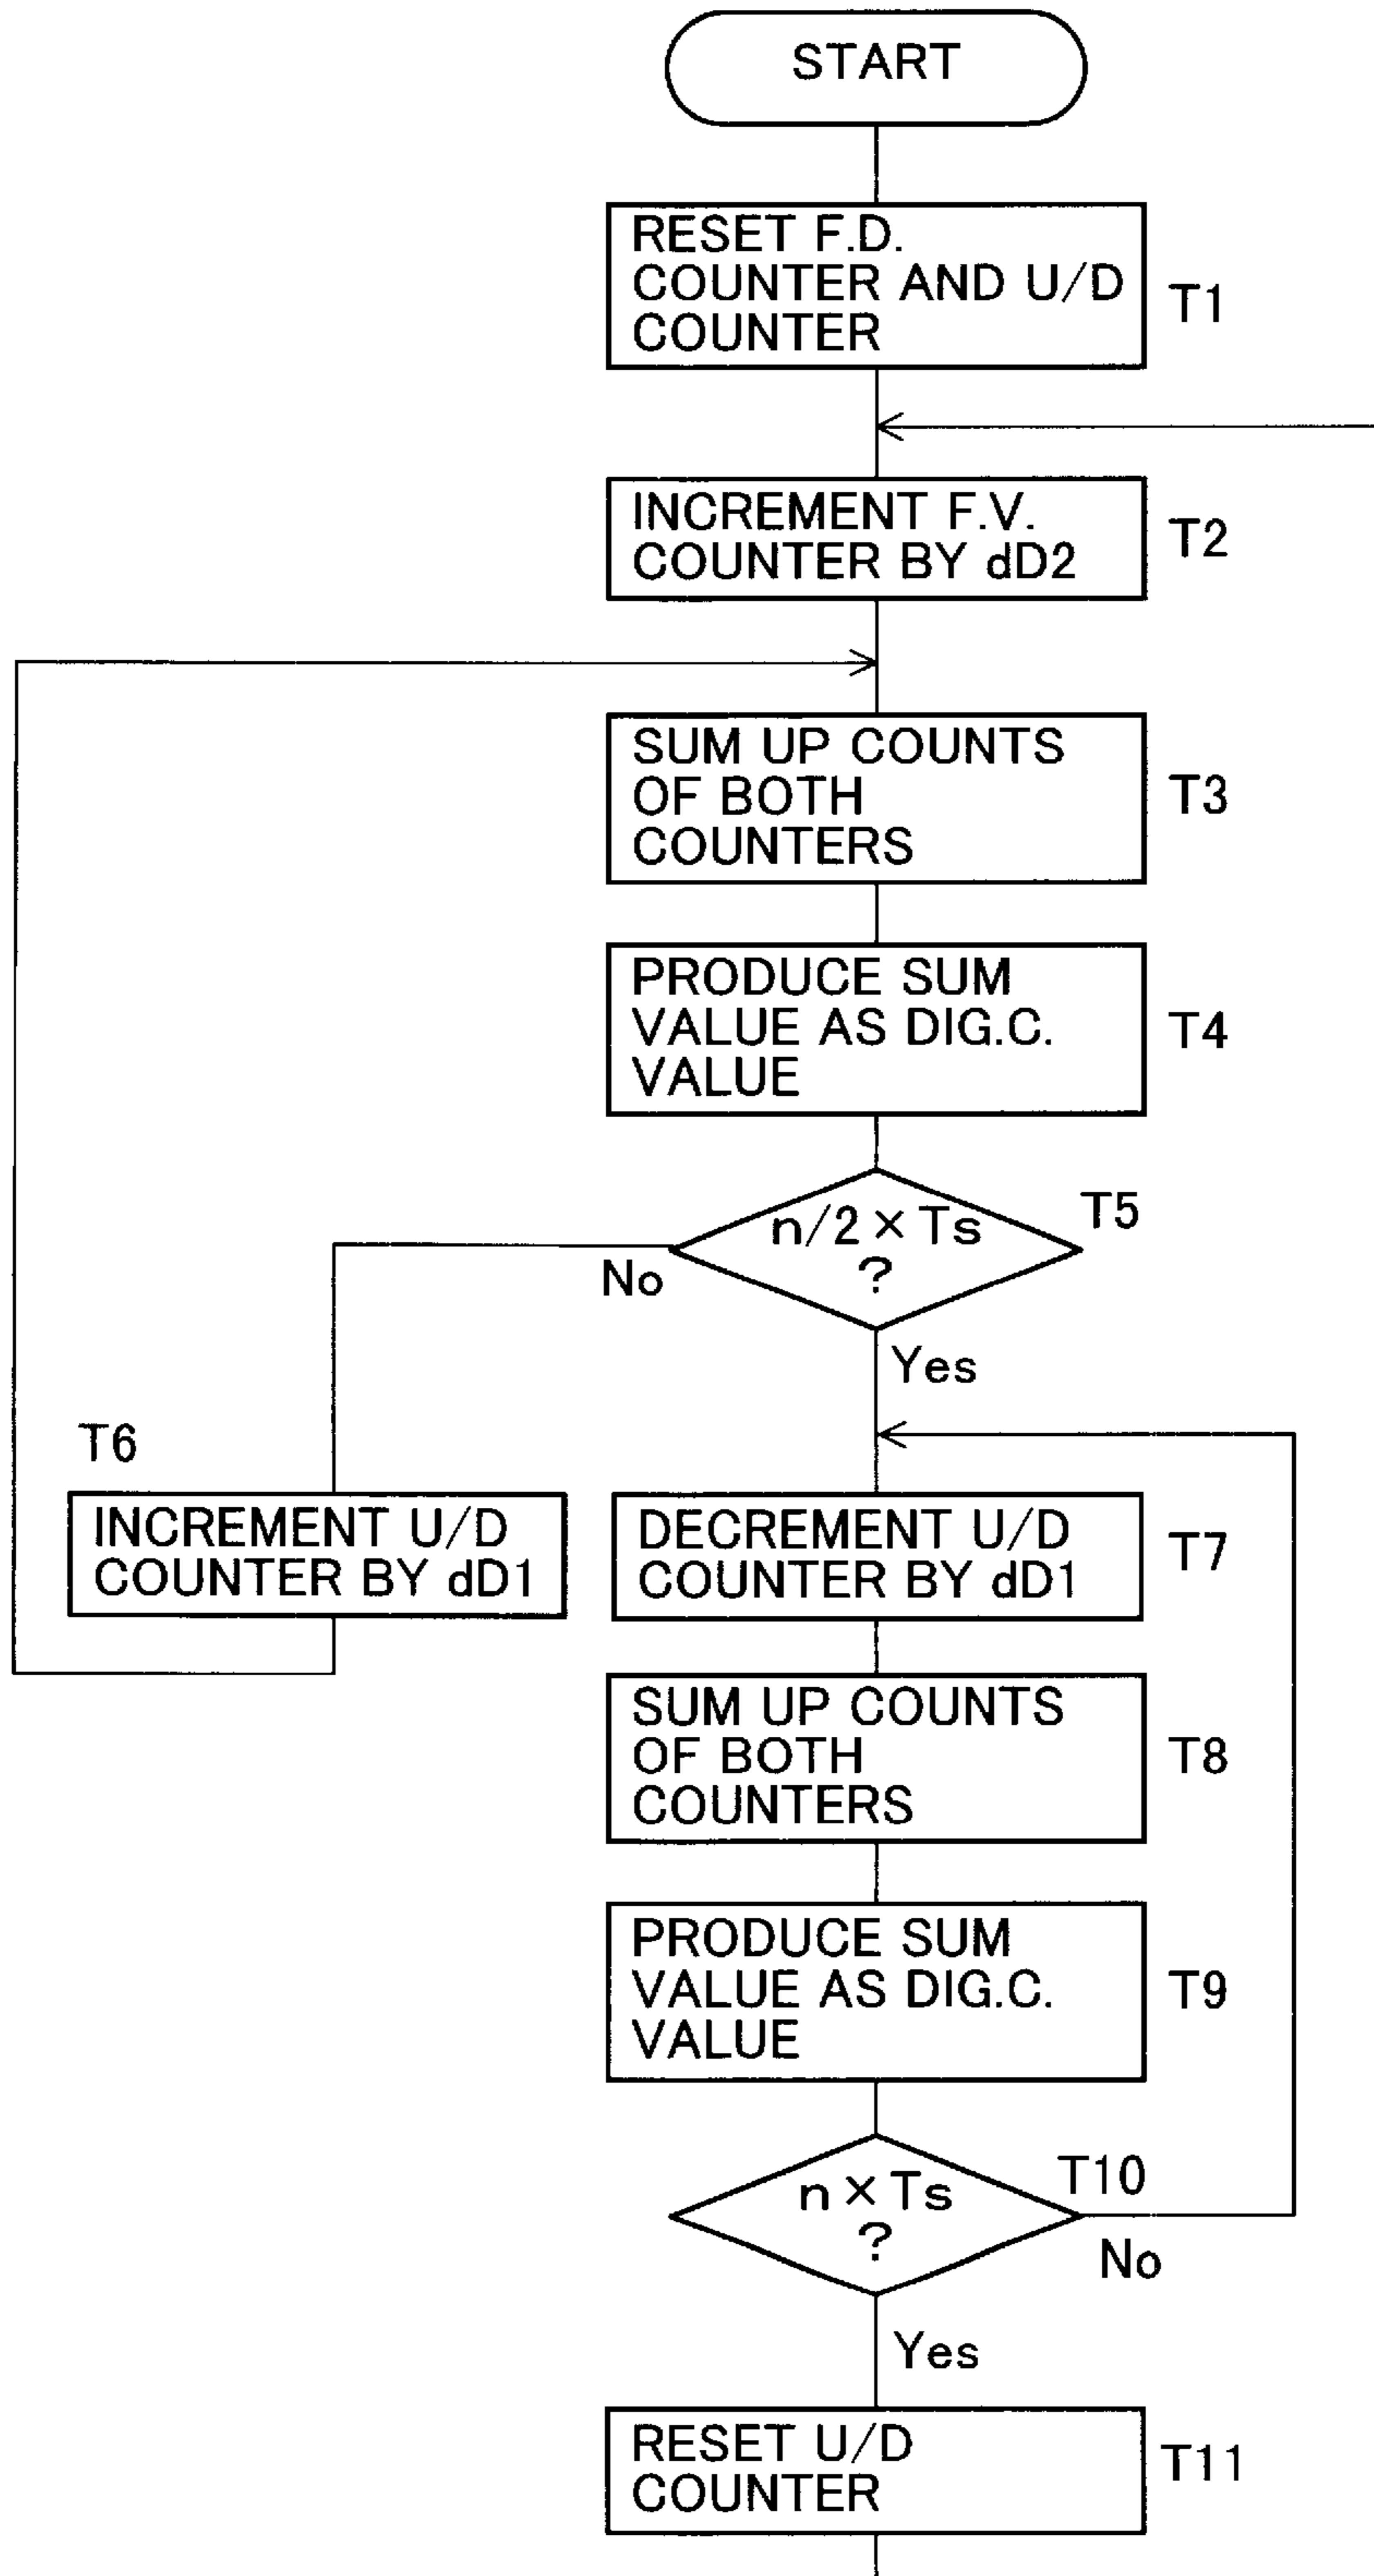 START
RESET F.D.
COUNTER AND U/D
COUNTER
T1
INCREMENT F.V.
COUNTER BY dD2
T2
SUM UP COUNTS
OF BOTH
COUNTERS
T3
PRODUCE SUM
VALUE AS DIG.C.
VALUE
T4
n/2×Ts
?
T5
No
Yes
T6
INCREMENT U/D
COUNTER BY dD1
DECREMENT U/D
COUNTER BY dD1
T7
SUM UP COUNTS
OF BOTH
COUNTERS
T8
PRODUCE SUM
VALUE AS DIG.C.
VALUE
T9
n×Ts
?
T10
No
Yes
RESET U/D
COUNTER
T11